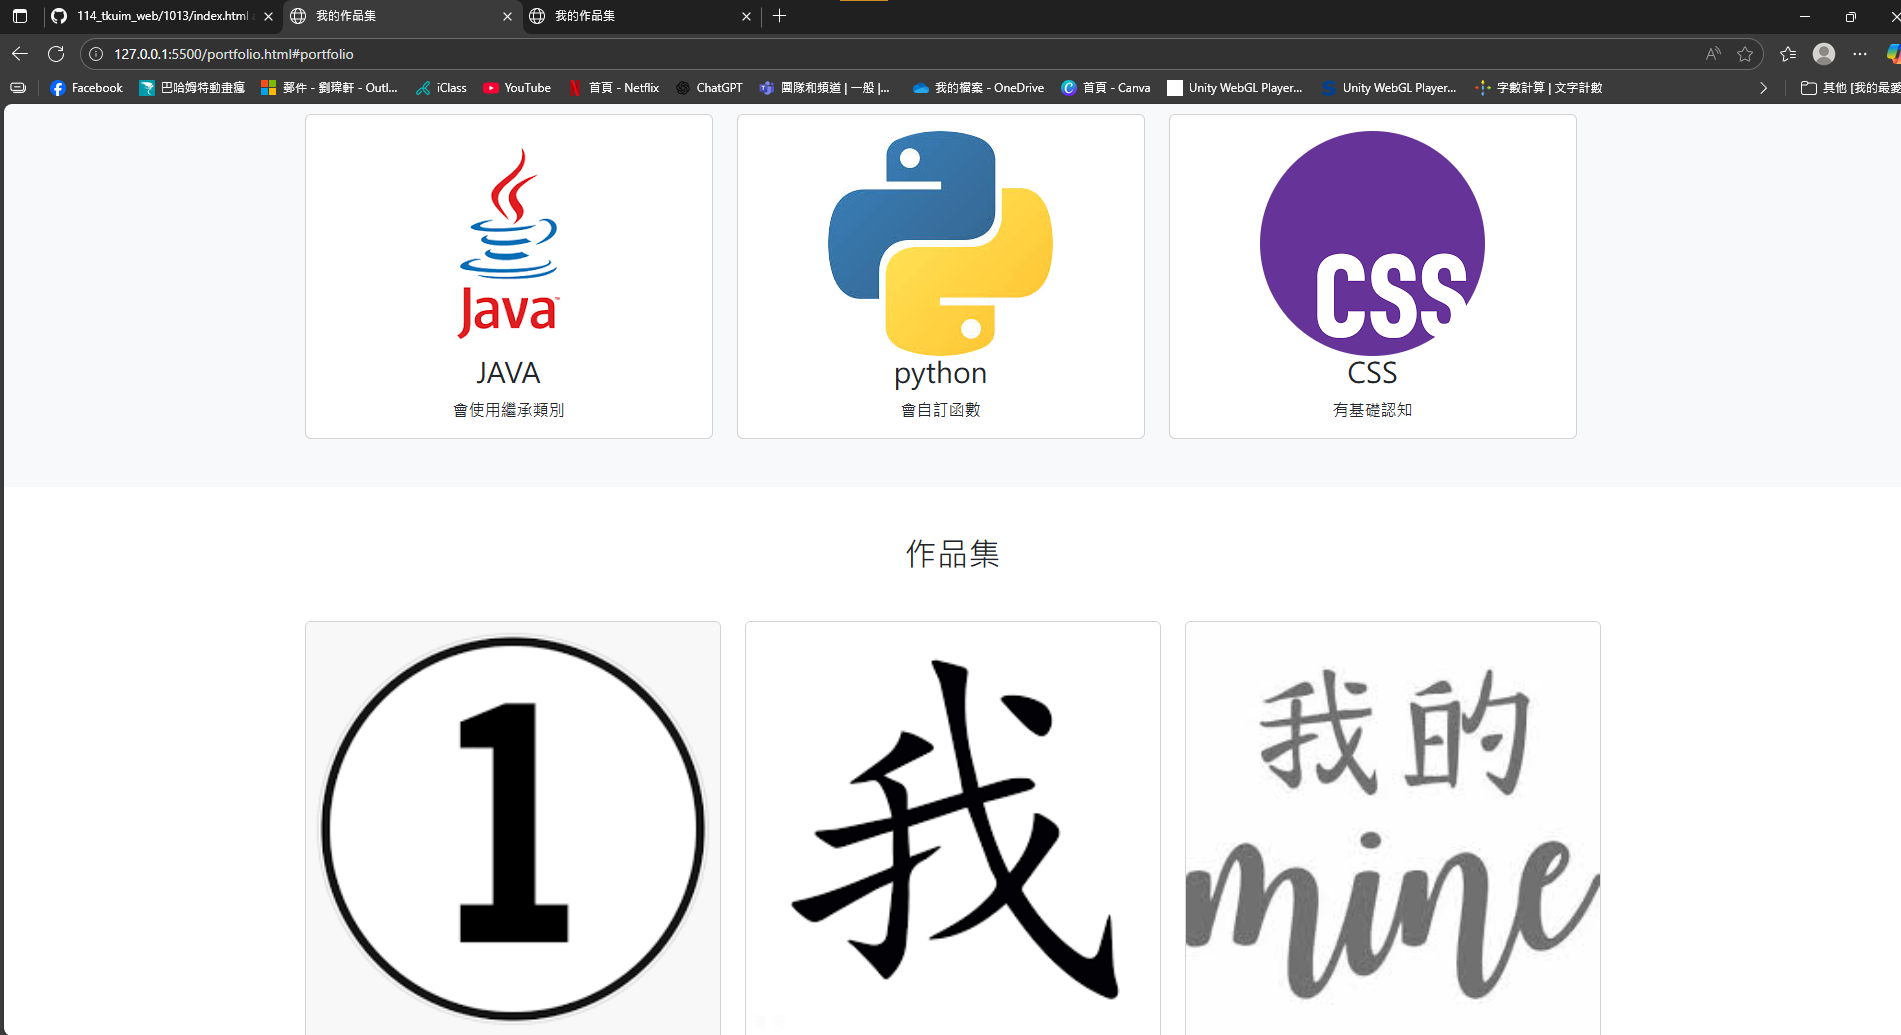 114_tkuim_web/1013/index.html
我的作品集
我的作品集
127.0.0.1:5500/portfolio.html#portfolio
Facebook
巴哈姆特動畫瘋
郵件 - 劉瑋軒 - Outl...
iClass
YouTube
首頁 - Netflix
ChatGPT
團隊和頻道 | 一般 |...
我的檔案 - OneDrive
首頁 - Canva
Unity WebGL Player...
Unity WebGL Player...
字數計算 | 文字計數
其他 [我的最愛
Java™
CSS
JAVA
python
CSS
會使用繼承類別
會自訂函數
有基礎認知
作品集
1
我
我的
mine